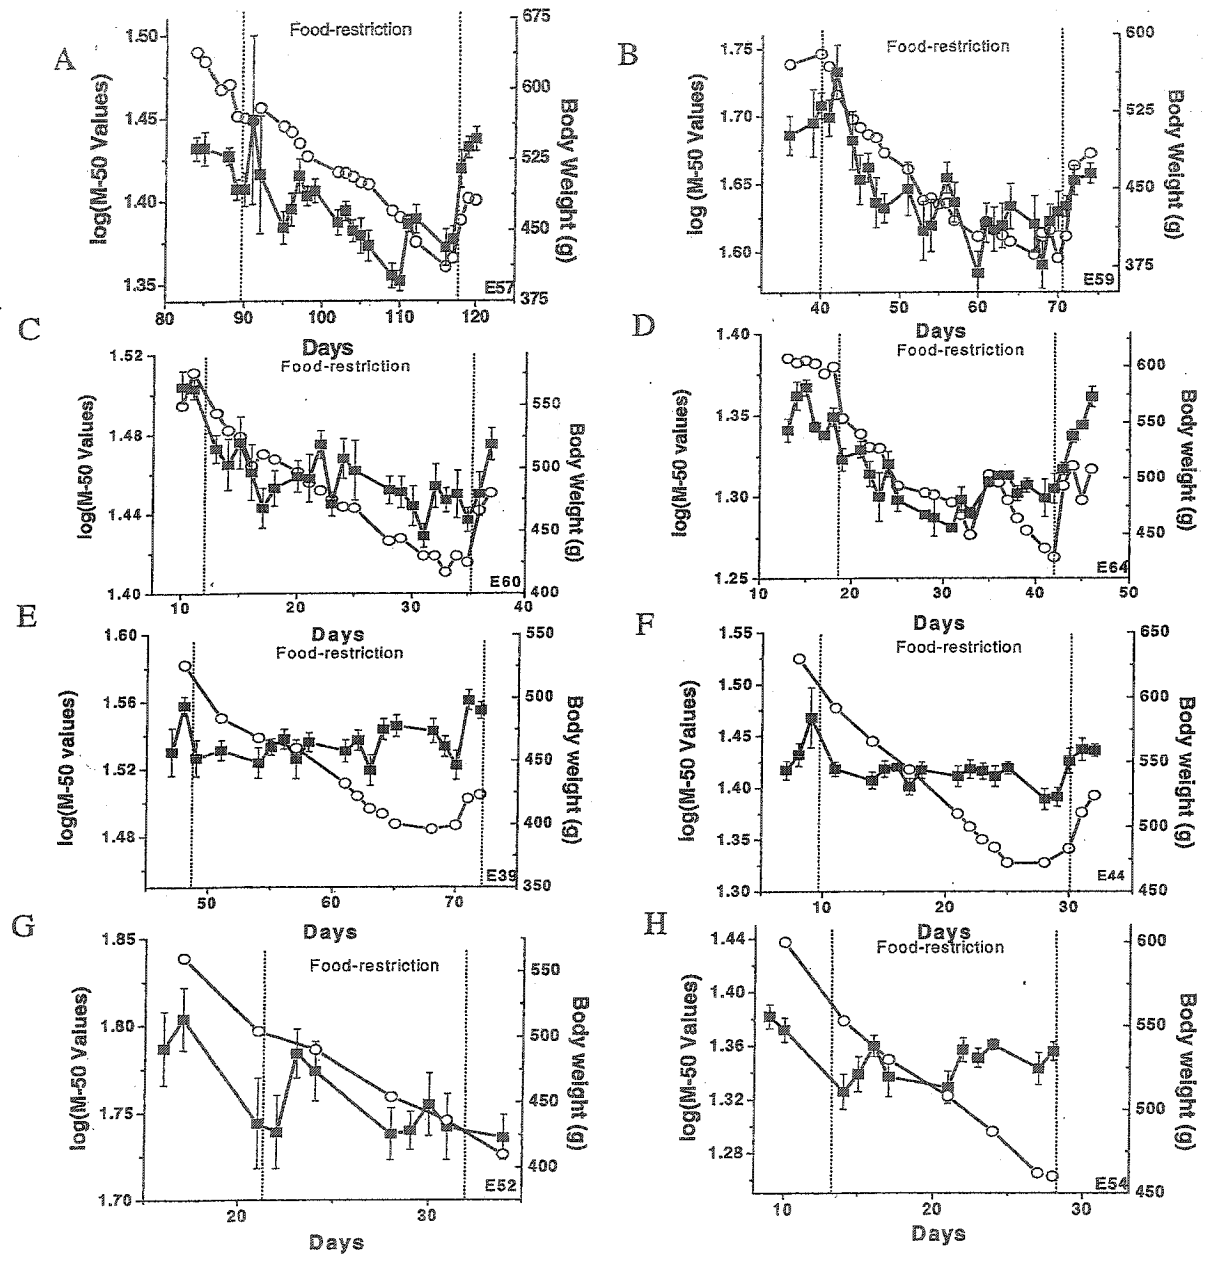 A
Food-restriction
log(M-50 Values)
1.50
1.45
1.40
1.35
675
600
525
450
375
Body Weight (g)
E57
80 90 100 110 120
Days
B
Food-restriction
log (M-50 Values)
1.75
1.70
1.65
1.60
600
525
450
375
Body Weight (g)
E59
40 50 60 70 80
Days
C
Food-restriction
log(M-50 Values)
1.52
1.48
1.44
1.40
550
500
450
400
Body Weight (g)
E60
10 20 30 40
Days
D
Food-restriction
log(M-50 values)
1.40
1.35
1.30
1.25
600
550
500
450
Body weight (g)
E64
10 20 30 40 50
Days
E
Food-restriction
log(M-50 values)
1.60
1.56
1.52
1.48
550
500
450
400
350
Body weight (g)
E39
50 60 70
Days
F
Food-restriction
log(M-50 Values)
1.55
1.50
1.45
1.40
1.35
1.30
650
600
550
500
450
Body weight (g)
E44
10 20 30
Days
G
Food-restriction
log(M-50 Values)
1.85
1.80
1.75
1.70
550
500
450
400
Body weight (g)
E52
20 30
Days
H
Food-restriction
log(M-50 Values)
1.44
1.40
1.36
1.32
1.28
600
550
500
450
Body weight (g)
E54
10 20 30
Days